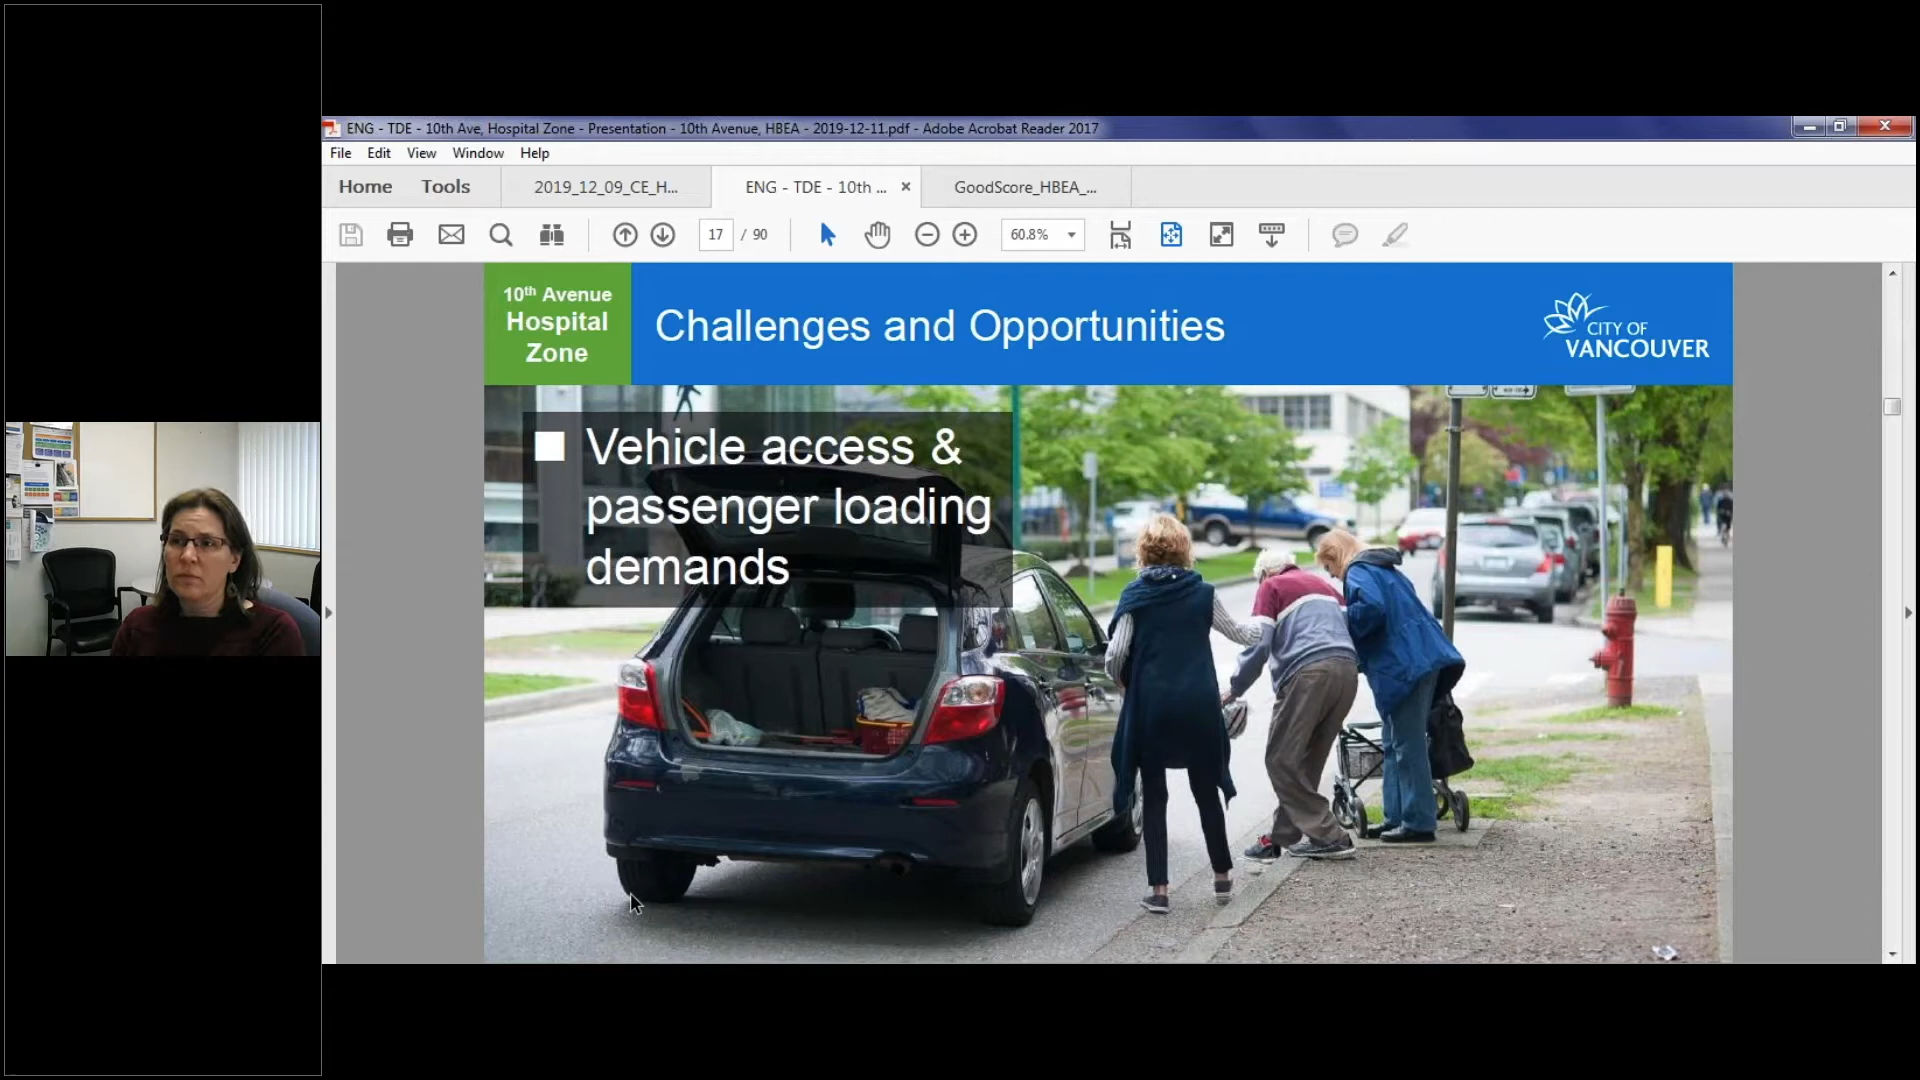 ENG - TDE - 10th Ave, Hospital Zone - Presentation - 10th Avenue, HBEA - 2019-12-11.pdf - Adobe Acrobat Reader 2017
File Edit View Window Help
Home Tools 2019_12_09_CE_H... ENG - TDE - 10th ... GoodScore_HBEA_...
17 / 90 60.8%
10th Avenue
Hospital
Zone
Challenges and Opportunities
CITY OF
VANCOUVER
Vehicle access &
passenger loading
demands